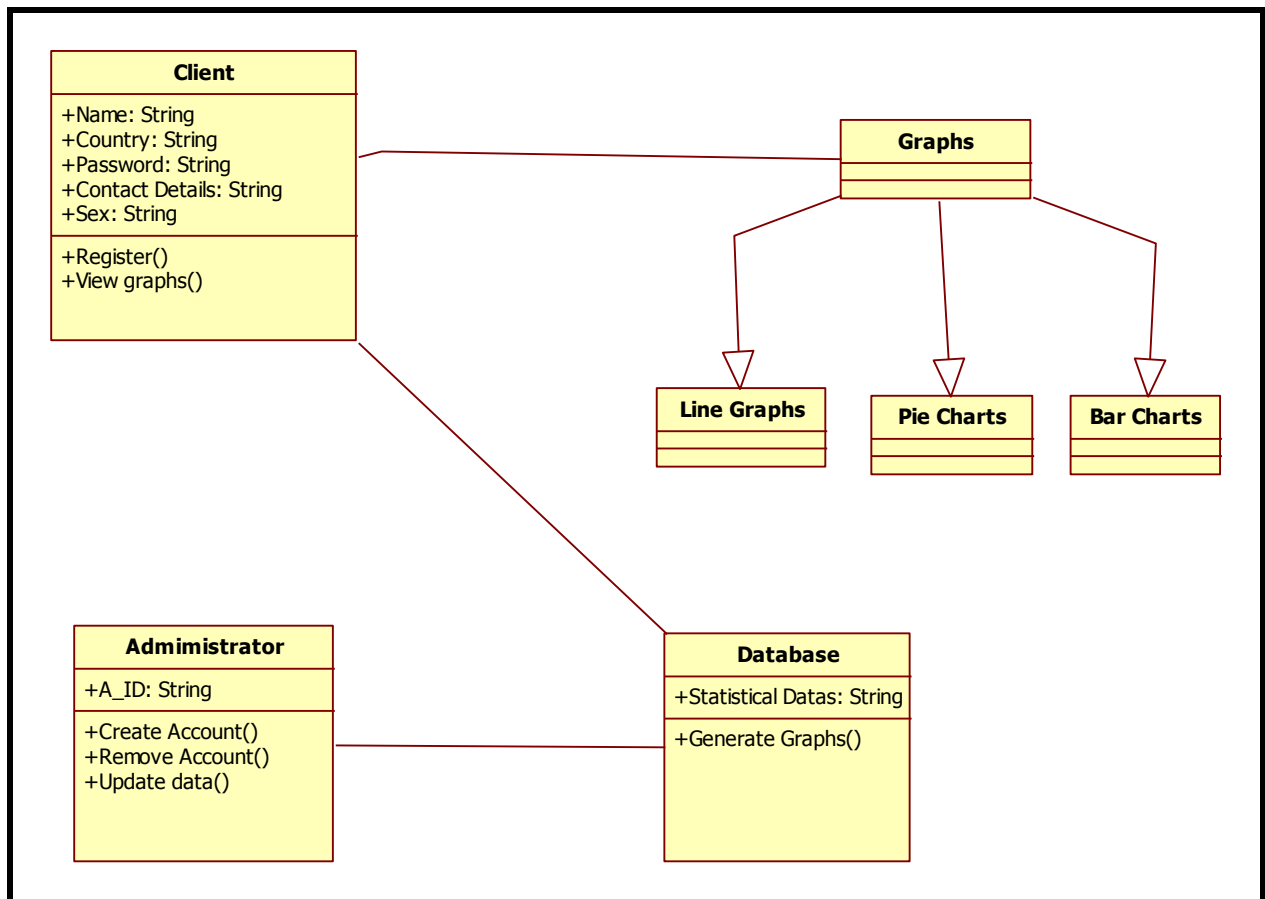 Client
+Name: String
+Country: String
+Password: String
+Contact Details: String
+Sex: String
+Register()
+View graphs()
Graphs
Line Graphs
Pie Charts
Bar Charts
Admimistrator
+A_ID: String
+Create Account()
+Remove Account()
+Update data()
Database
+Statistical Datas: String
+Generate Graphs()